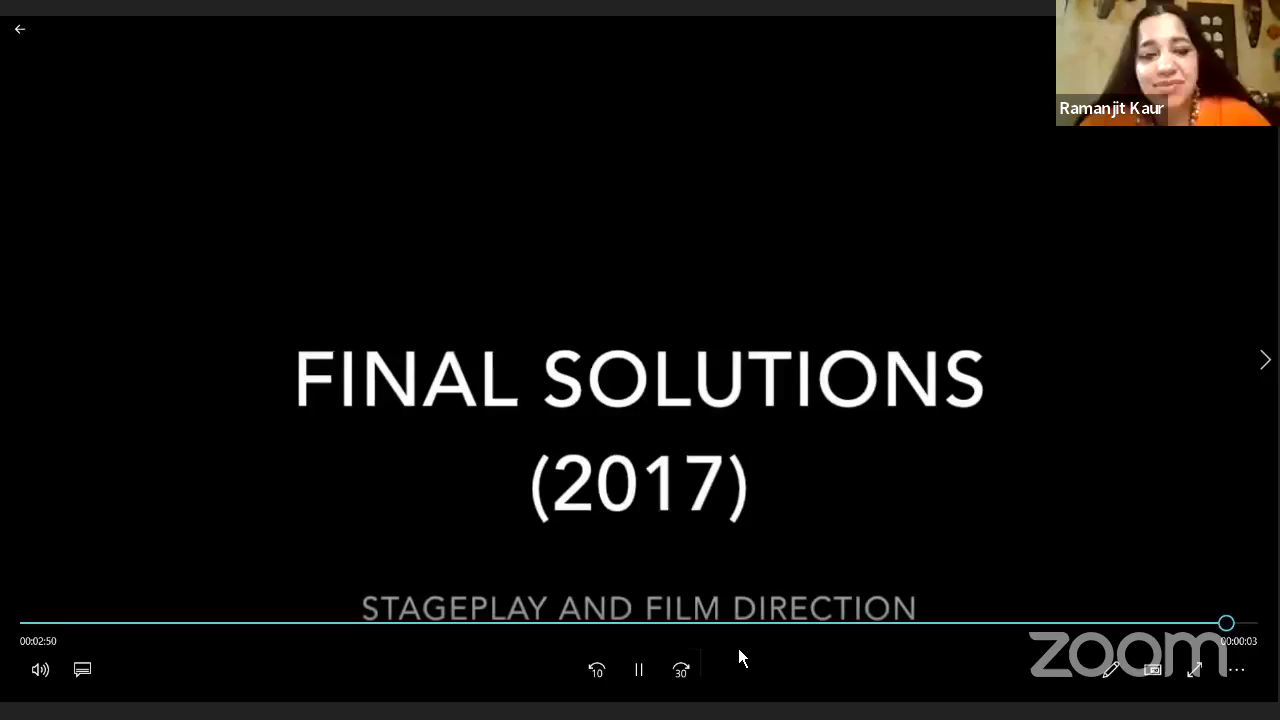 Ramanjit Kaur
FINAL SOLUTIONS
(2017)
STAGEPLAY AND FILM DIRECTION
00:02:50
00:00:03
10
30
zoom